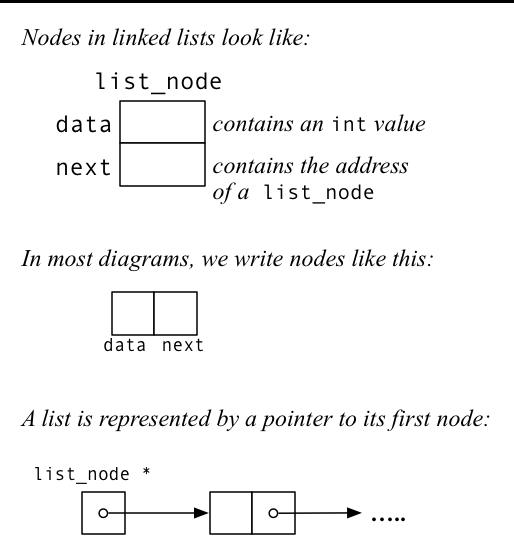 Nodes in linked lists look like:
list_node
data contains an int value
next contains the address
of a list_node
In most diagrams, we write nodes like this:
data next
A list is represented by a pointer to its first node:
list_node *
.....